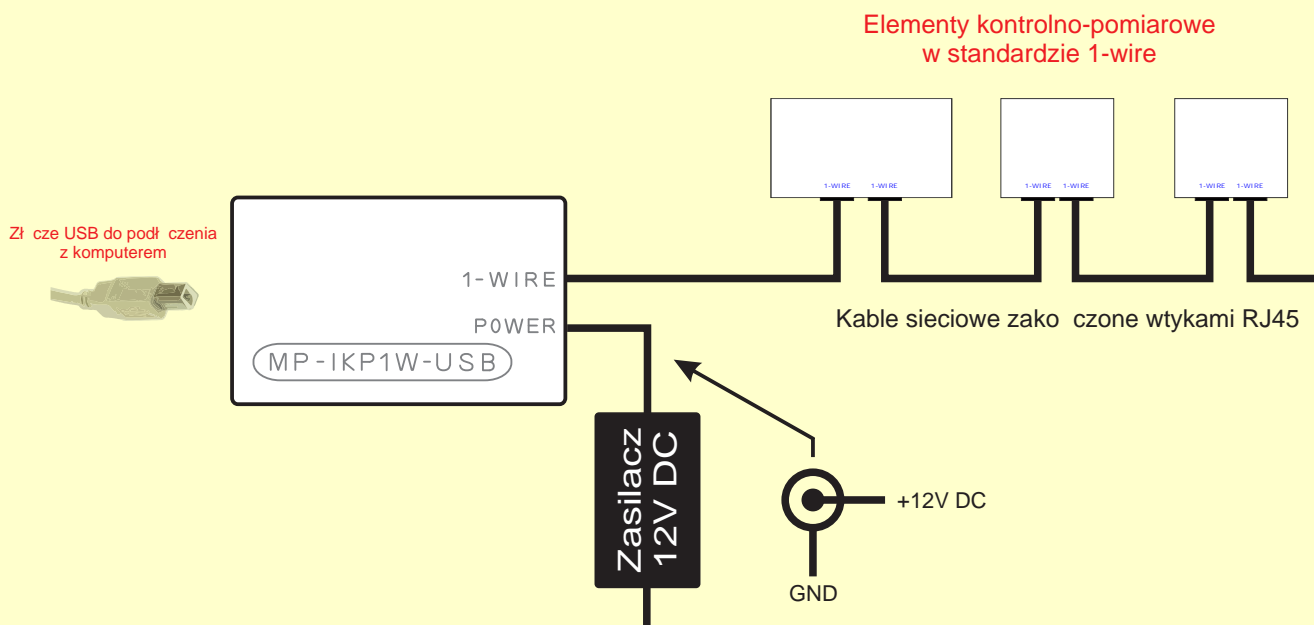 Elementy kontrolno-pomiarowe
w standardzie 1-wire
1-WIRE 1-WIRE
1-WIRE 1-WIRE
1-WIRE 1-WIRE
Zł cze USB do podł czenia
z komputerem
1-WIRE
POWER
MP-IKP1W-USB
Kable sieciowe zako czone wtykami RJ45
Zasilacz
12V DC
+12V DC
GND